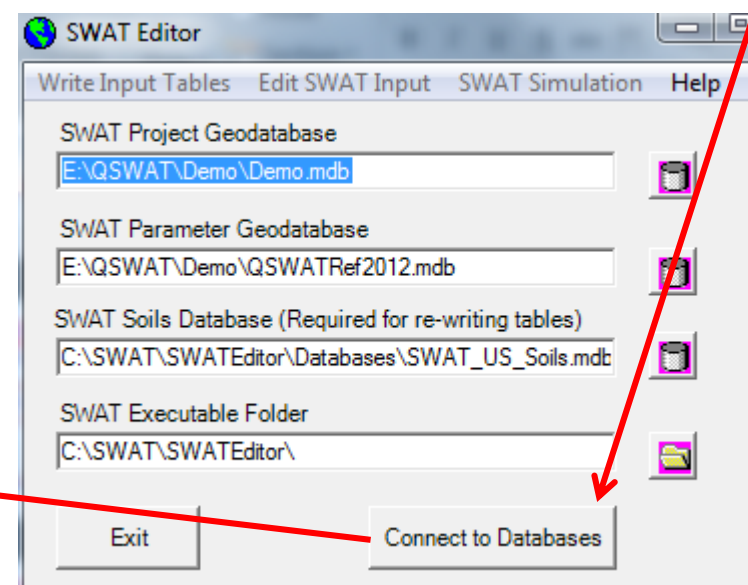 SWAT Editor
Write Input Tables Edit SWAT Input SWAT Simulation Help
SWAT Project Geodatabase
E:\QSWAT\Demo\Demo.mdb
SWAT Parameter Geodatabase
E:\QSWAT\Demo\QSWATRef2012.mdb
SWAT Soils Database (Required for re-writing tables)
C:\SWAT\SWATEditor\Databases\SWAT_US_Soils.mdb
SWAT Executable Folder
C:\SWAT\SWATEditor\
Exit Connect to Databases